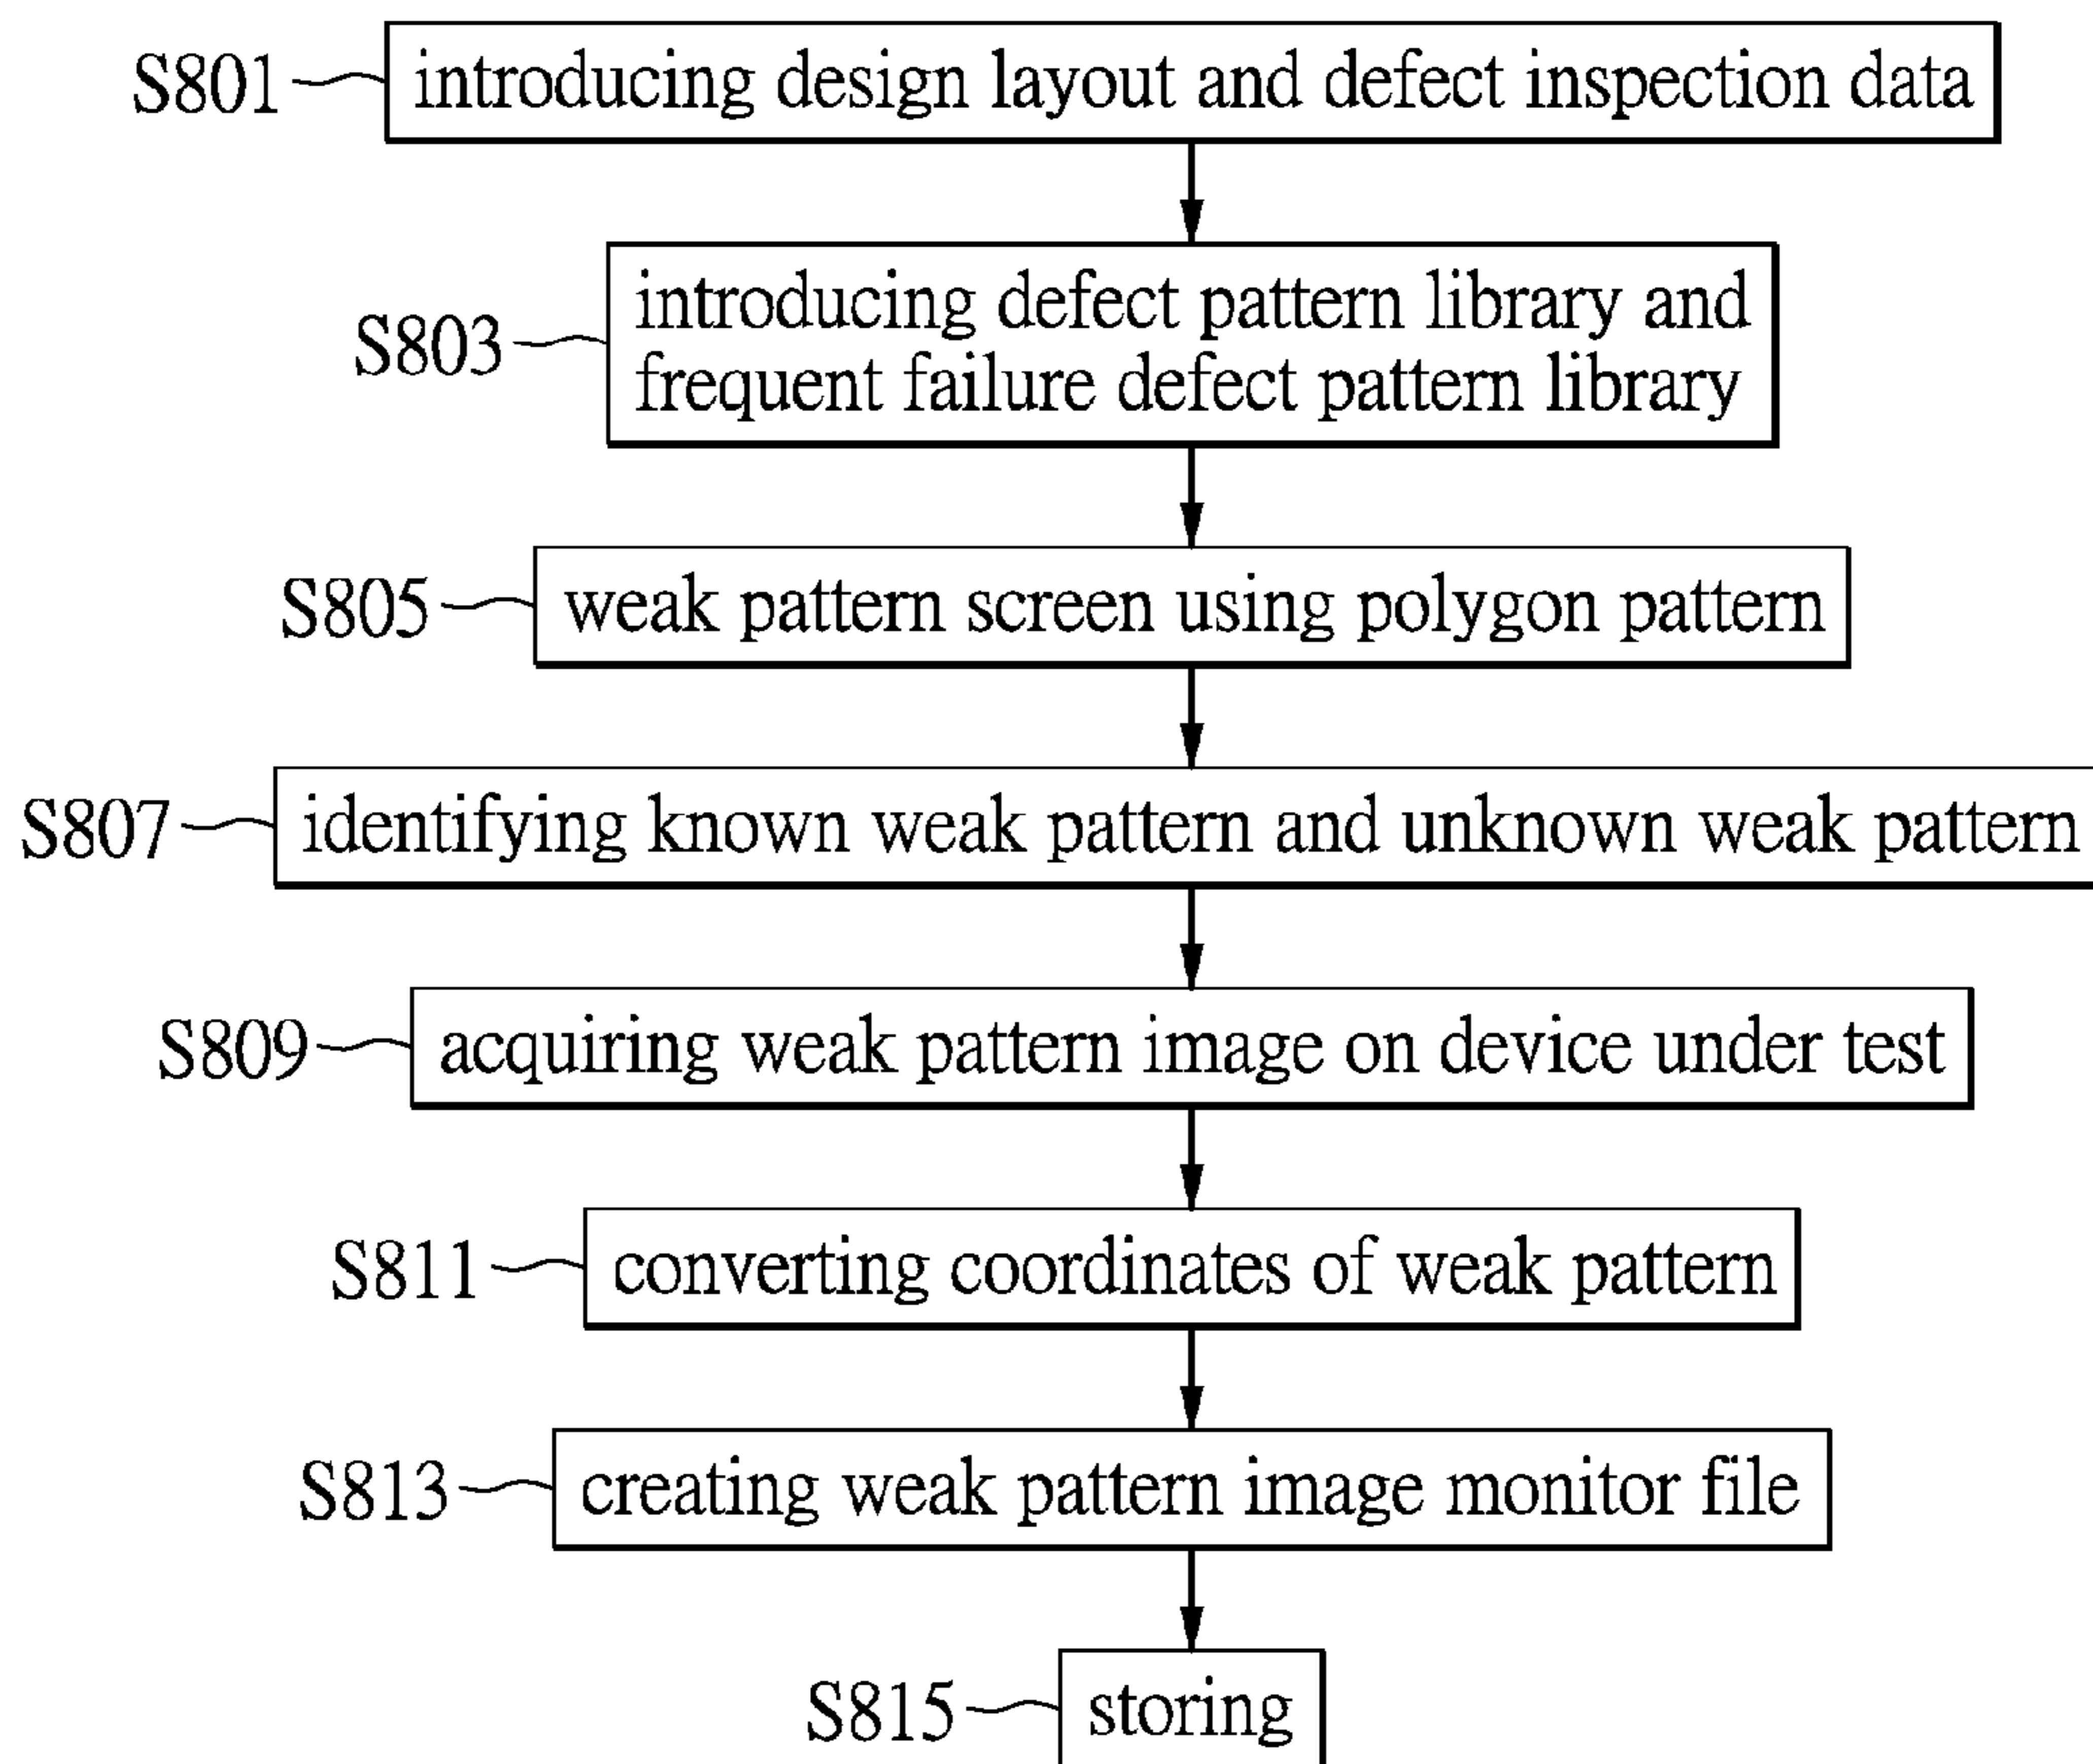 S801 introducing design layout and defect inspection data
S803 introducing defect pattern library and
frequent failure defect pattern library
S805 weak pattern screen using polygon pattern
S807 identifying known weak pattern and unknown weak pattern
S809 acquiring weak pattern image on device under test
S811 converting coordinates of weak pattern
S813 creating weak pattern image monitor file
S815 storing